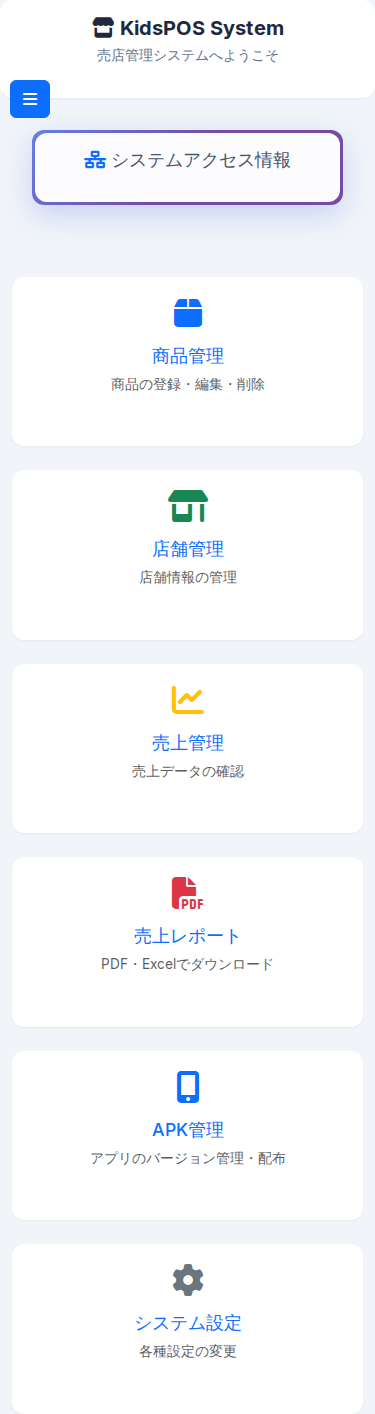 KidsPOS System
売店管理システムへようこそ
システムアクセス情報
商品管理
商品の登録・編集・削除
店舗管理
店舗情報の管理
売上管理
売上データの確認
PDF
売上レポート
PDF・Excelでダウンロード
APK管理
アプリのバージョン管理・配布
システム設定
各種設定の変更